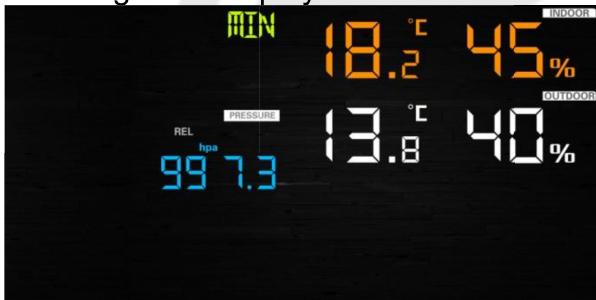 MIN
INDOOR
18.2 °C 45%
OUTDOOR
13.8 °C 40%
PRESSURE
REL
hpa
997.3